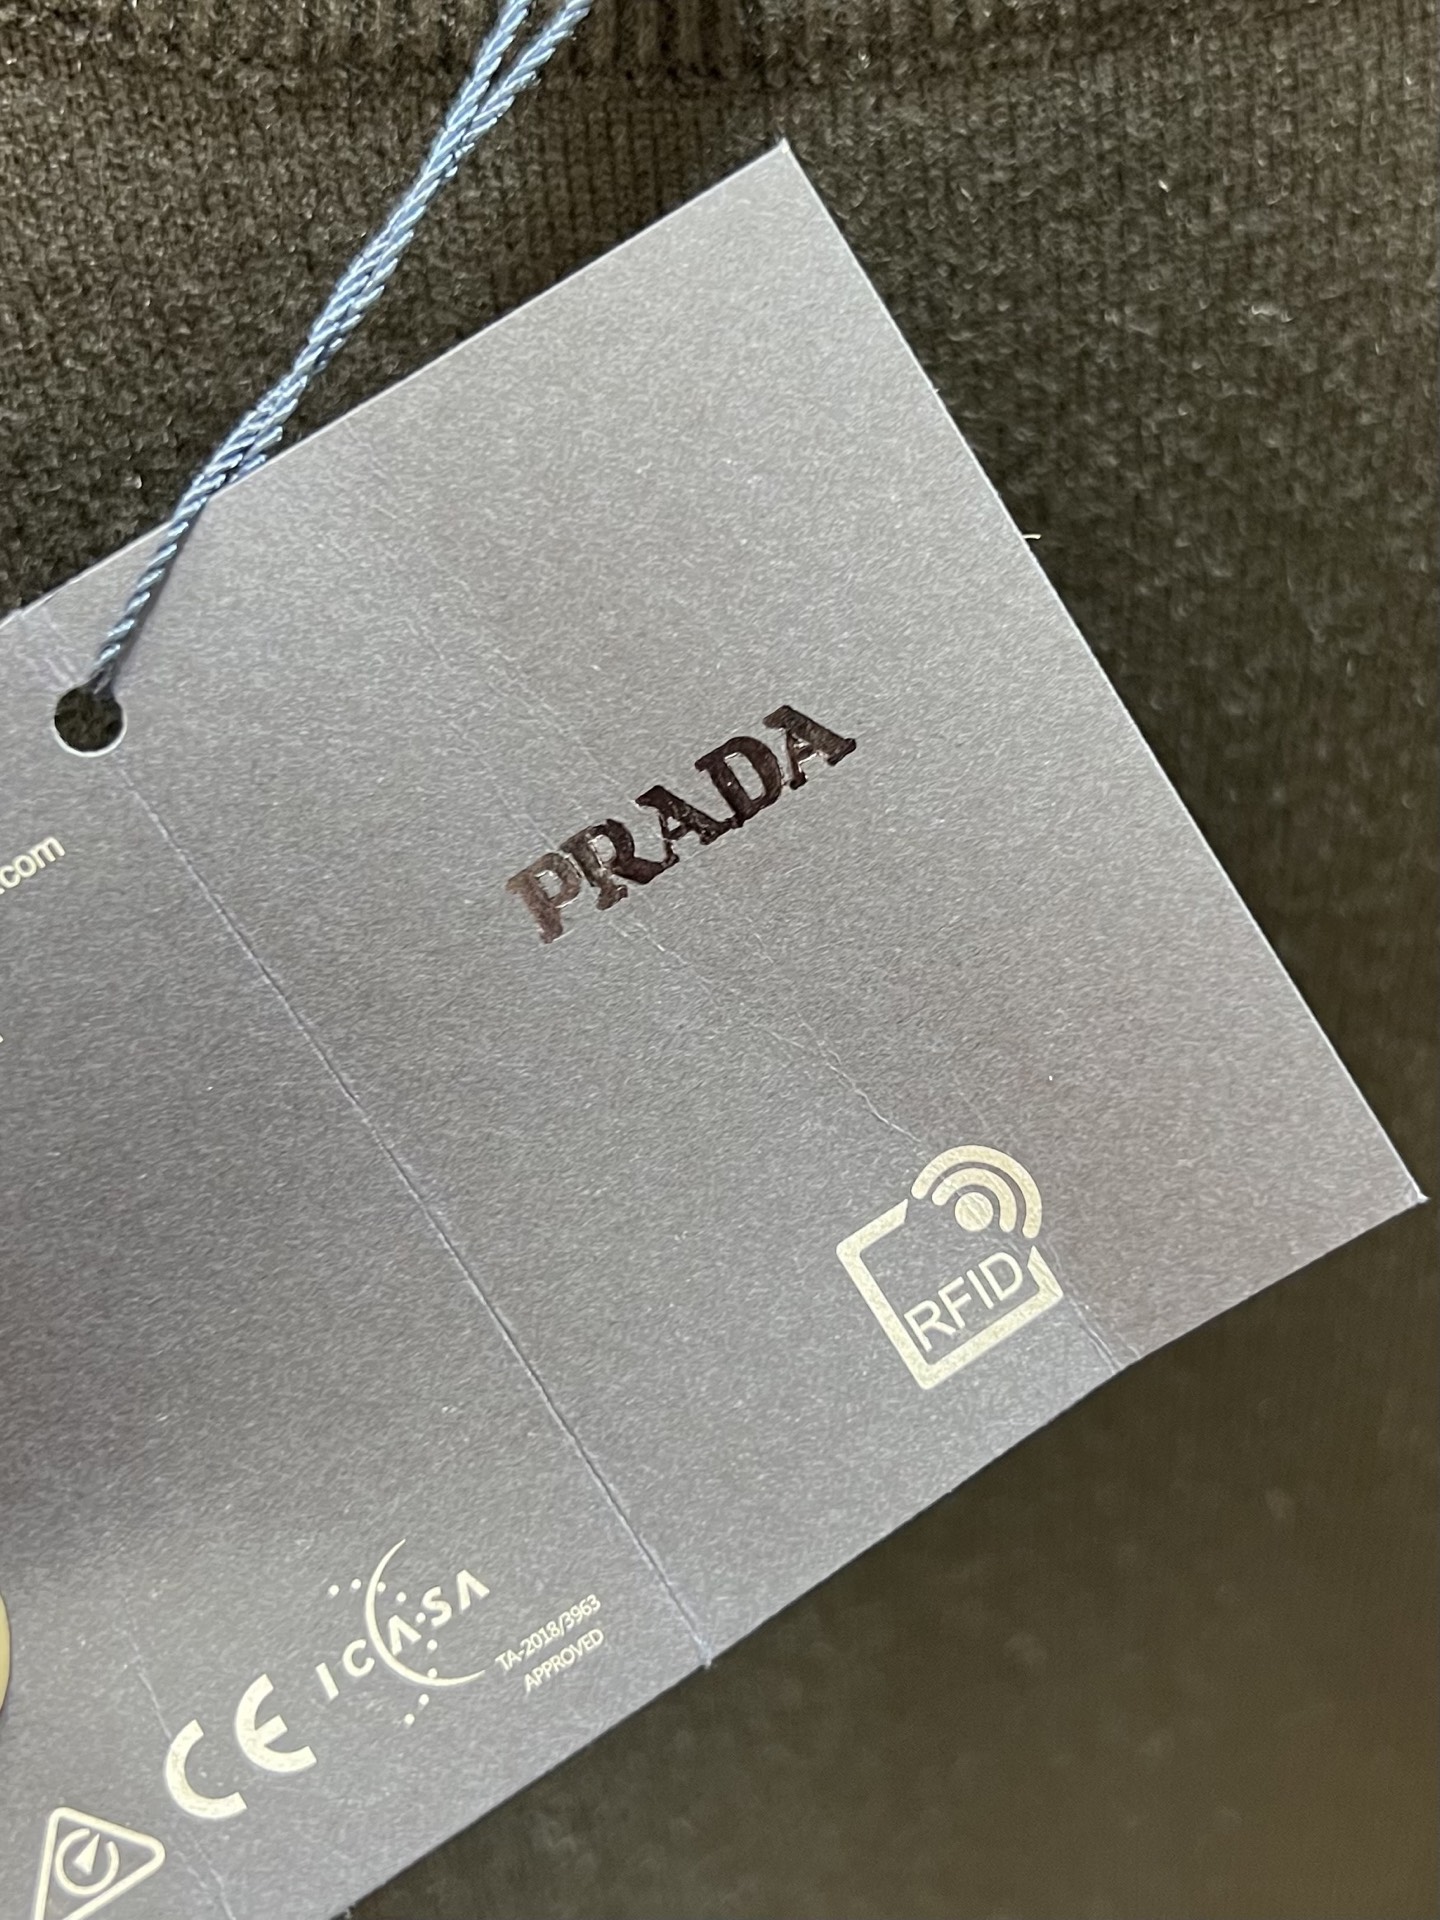 PRADA
.com
RFID
ICASA
TA-2018/3963
APPROVED
CE